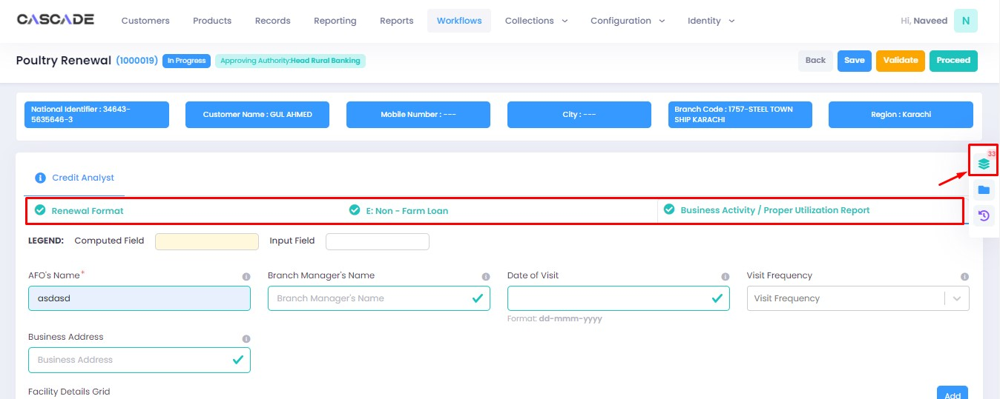 CASCADE Customers Products Records Reporting Reports Workflows Collections Configuration Identity Hi, Naveed N
Poultry Renewal (1000019) In Progress Approving Authority:Head Rural Banking Back Save Validate Proceed
National Identifier : 34643-
5635646-3
Customer Name : GUL AHMED
Mobile Number : ---
City : ---
Branch Code : 1757-STEEL TOWN
SHIP KARACHI
Region : Karachi
33
Credit Analyst
Renewal Format E: Non - Farm Loan Business Activity / Proper Utilization Report
LEGEND: Computed Field Input Field
AFO's Name* Branch Manager's Name Date of Visit Visit Frequency
asdasd Branch Manager's Name Visit Frequency
Format: dd-mmm-yyyy
Business Address
Business Address
Facility Details Grid Add